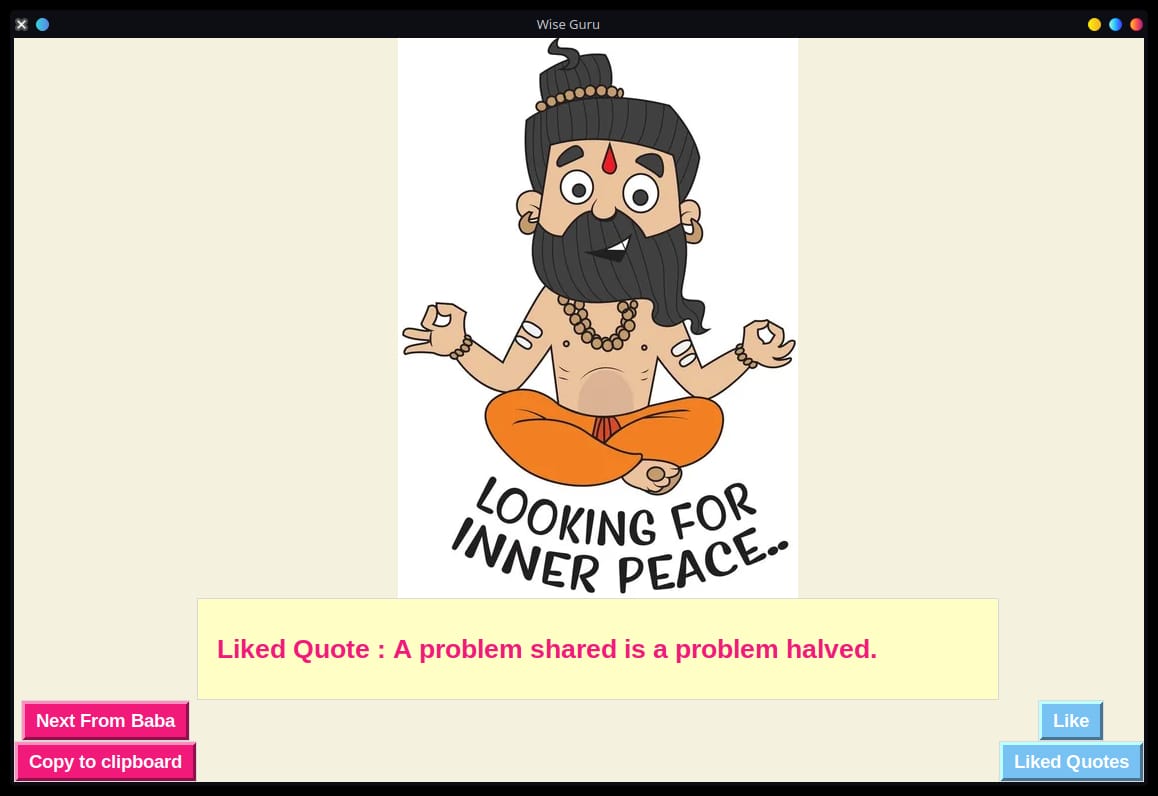 Wise Guru
LOOKING FOR
INNER PEACE..
Liked Quote : A problem shared is a problem halved.
Next From Baba
Like
Copy to clipboard
Liked Quotes